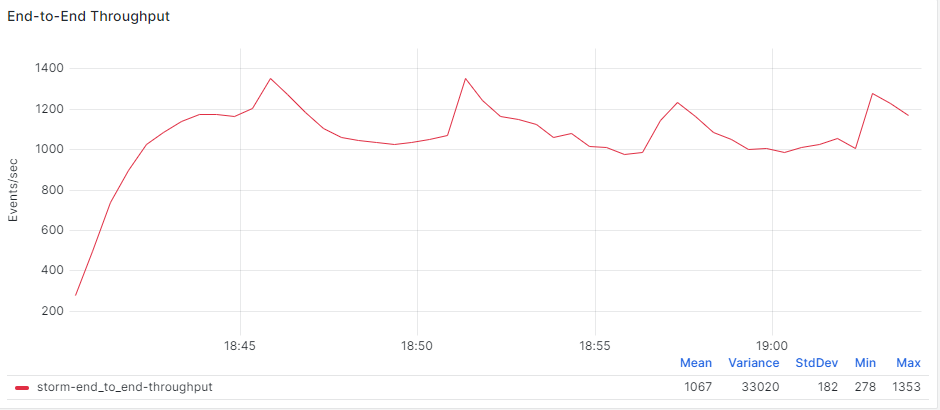 End-to-End Throughput
Events/sec
1400
1200
1000
800
600
400
200
18:45 18:50 18:55 19:00
Mean Variance StdDev Min Max
storm-end_to_end-throughput 1067 33020 182 278 1353